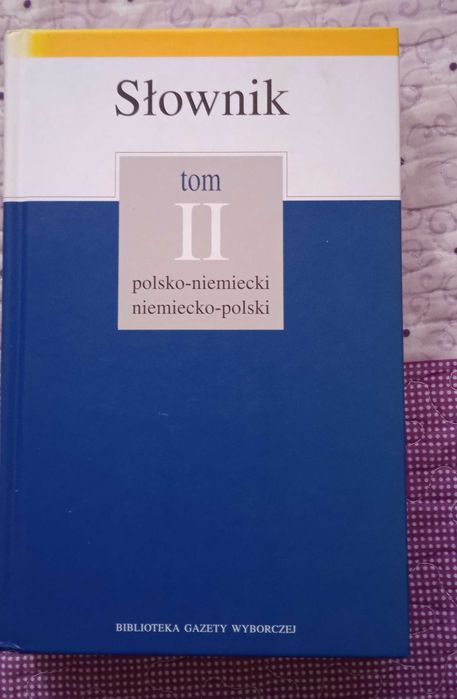 Słownik
tom
II
polsko-niemiecki
niemiecko-polski
BIBLIOTEKA GAZETY WYBORCZEJ